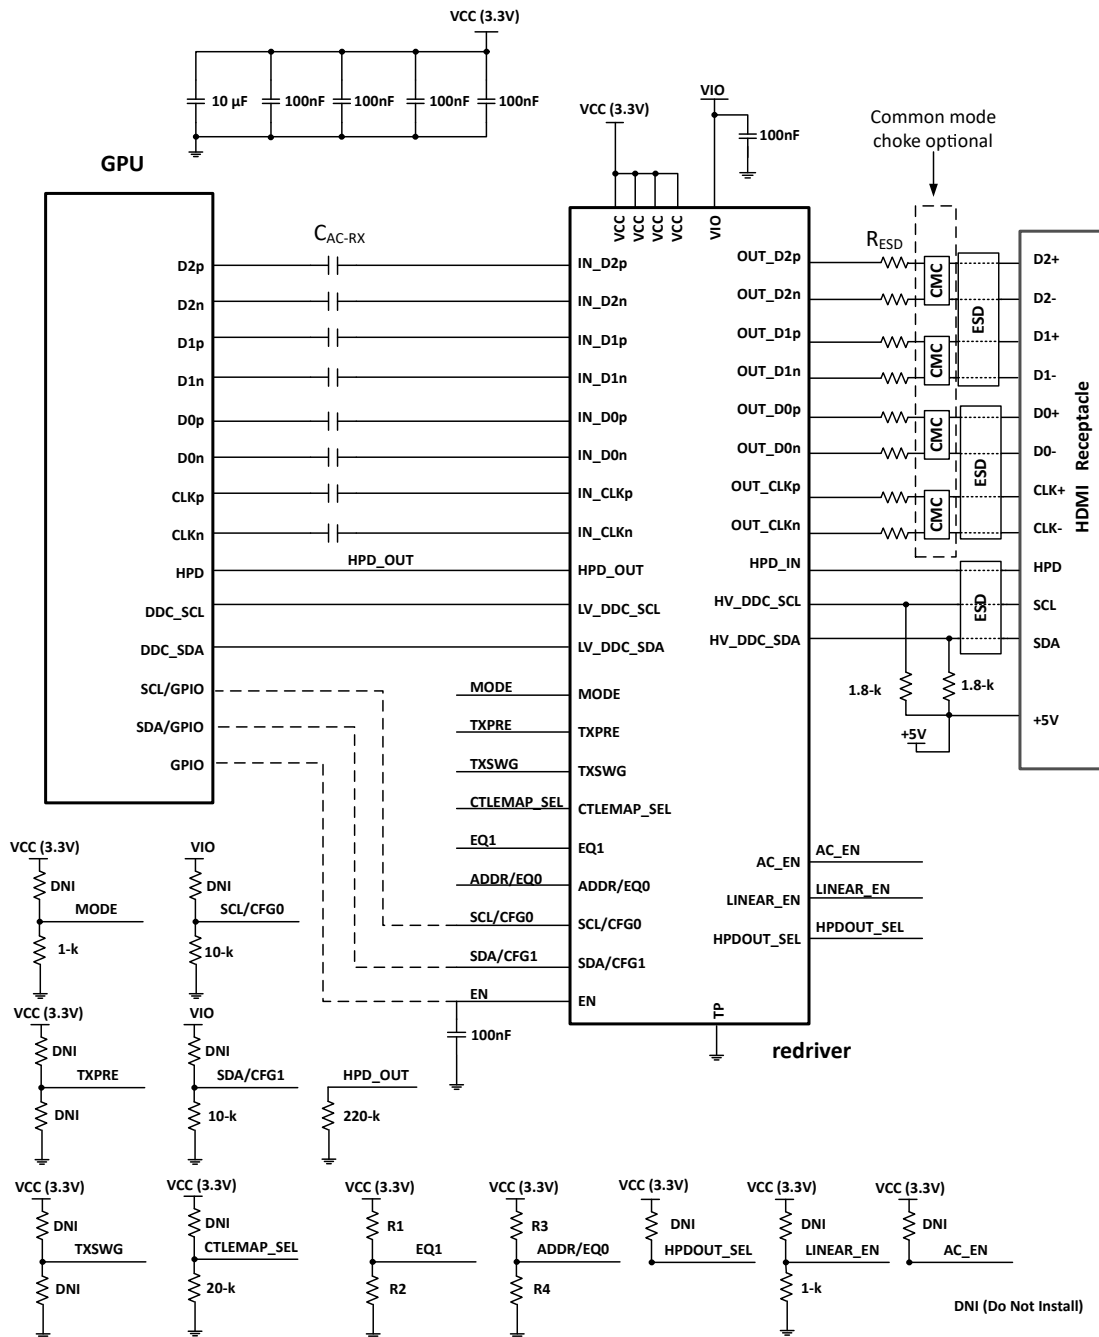 VCC (3.3V)
10 µF
100nF
100nF
100nF
100nF
VCC (3.3V)
VIO
100nF
Common mode
choke optional
GPU
VCC
VCC
VCC
VCC
VIO
CAC-RX
RESD
D2p
D2n
D1p
D1n
D0p
D0n
CLKp
CLKn
HPD
DDC_SCL
DDC_SDA
SCL/GPIO
SDA/GPIO
GPIO
HPD_OUT
IN_D2p
IN_D2n
IN_D1p
IN_D1n
IN_D0p
IN_D0n
IN_CLKp
IN_CLKn
HPD_OUT
LV_DDC_SCL
LV_DDC_SDA
MODE
MODE
TXPRE
TXPRE
TXSWG
TXSWG
CTLEMAP_SEL
CTLEMAP_SEL
EQ1
EQ1
ADDR/EQ0
ADDR/EQ0
SCL/CFG0
SCL/CFG0
SDA/CFG1
SDA/CFG1
EN
EN
100nF
OUT_D2p
OUT_D2n
OUT_D1p
OUT_D1n
OUT_D0p
OUT_D0n
OUT_CLKp
OUT_CLKn
HPD_IN
HV_DDC_SCL
HV_DDC_SDA
AC_EN
AC_EN
LINEAR_EN
LINEAR_EN
HPDOUT_SEL
HPDOUT_SEL
TP
redriver
CMC
CMC
CMC
CMC
ESD
ESD
ESD
D2+
D2-
D1+
D1-
D0+
D0-
CLK+
CLK-
HPD
SCL
SDA
+5V
HDMI Receptacle
1.8-k
1.8-k
+5V
VCC (3.3V)
DNI
MODE
1-k
VIO
DNI
SCL/CFG0
10-k
VCC (3.3V)
DNI
TXPRE
DNI
VIO
DNI
SDA/CFG1
10-k
HPD_OUT
220-k
VCC (3.3V)
DNI
TXSWG
DNI
VCC (3.3V)
DNI
CTLEMAP_SEL
20-k
VCC (3.3V)
R1
EQ1
R2
VCC (3.3V)
R3
ADDR/EQ0
R4
VCC (3.3V)
DNI
HPDOUT_SEL
VCC (3.3V)
DNI
LINEAR_EN
1-k
VCC (3.3V)
DNI
AC_EN
DNI (Do Not Install)